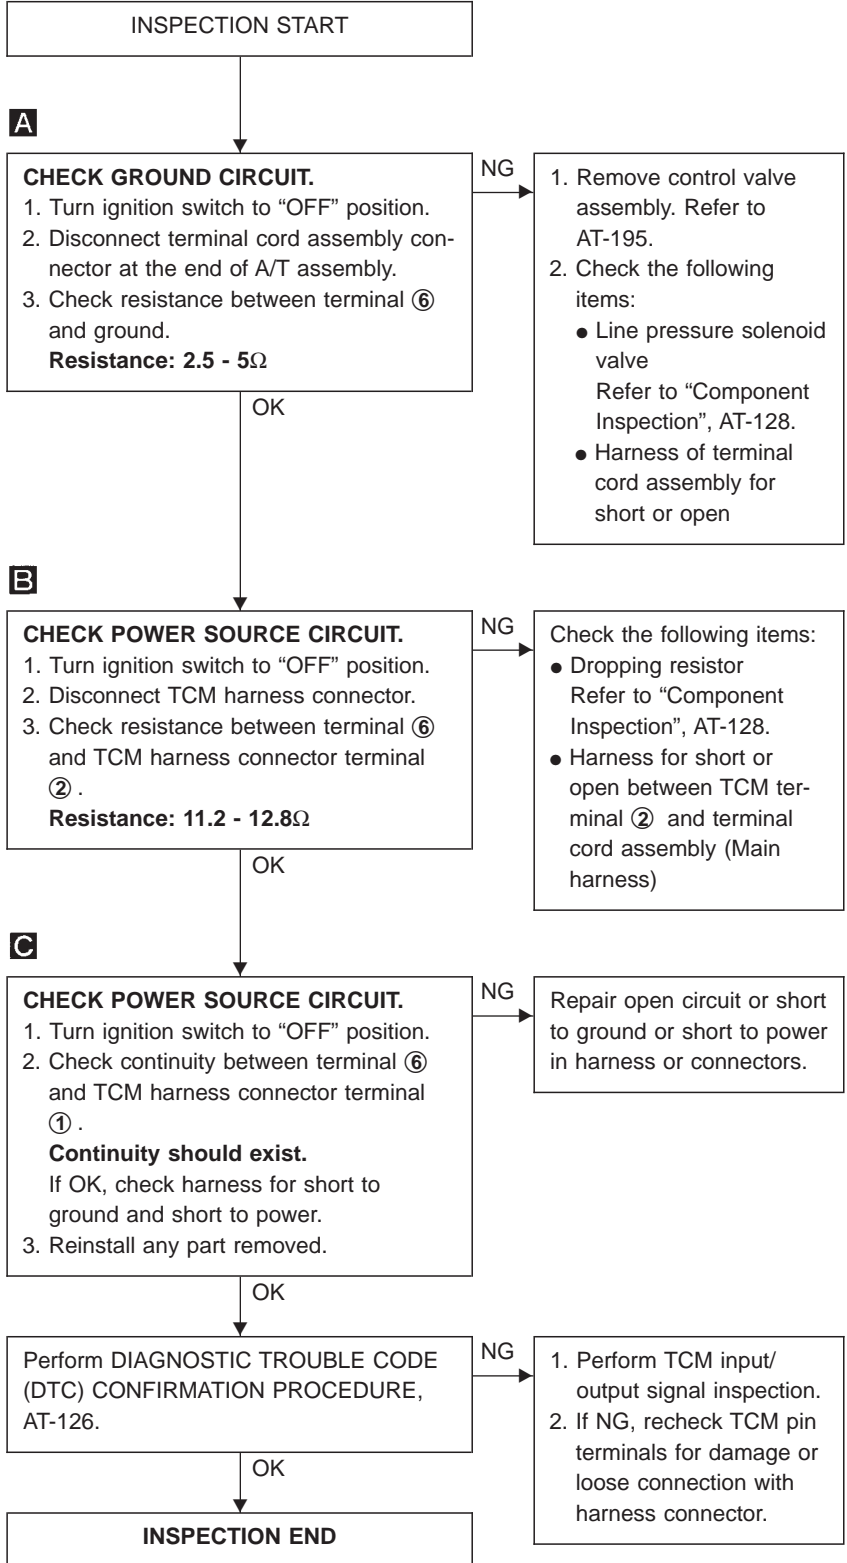 INSPECTION START
A
CHECK GROUND CIRCUIT.
1. Turn ignition switch to “OFF” position.
2. Disconnect terminal cord assembly con-
nector at the end of A/T assembly.
3. Check resistance between terminal ⑥
and ground.
Resistance: 2.5 - 5Ω
NG
1. Remove control valve
assembly. Refer to
AT-195.
2. Check the following
items:
● Line pressure solenoid
valve
Refer to “Component
Inspection”, AT-128.
● Harness of terminal
cord assembly for
short or open
OK
B
CHECK POWER SOURCE CIRCUIT.
1. Turn ignition switch to “OFF” position.
2. Disconnect TCM harness connector.
3. Check resistance between terminal ⑥
and TCM harness connector terminal
② .
Resistance: 11.2 - 12.8Ω
NG
Check the following items:
● Dropping resistor
Refer to “Component
Inspection”, AT-128.
● Harness for short or
open between TCM ter-
minal ② and terminal
cord assembly (Main
harness)
OK
C
CHECK POWER SOURCE CIRCUIT.
1. Turn ignition switch to “OFF” position.
2. Check continuity between terminal ⑥
and TCM harness connector terminal
① .
Continuity should exist.
If OK, check harness for short to
ground and short to power.
3. Reinstall any part removed.
NG
Repair open circuit or short
to ground or short to power
in harness or connectors.
OK
Perform DIAGNOSTIC TROUBLE CODE
(DTC) CONFIRMATION PROCEDURE,
AT-126.
NG
1. Perform TCM input/
output signal inspection.
2. If NG, recheck TCM pin
terminals for damage or
loose connection with
harness connector.
OK
INSPECTION END